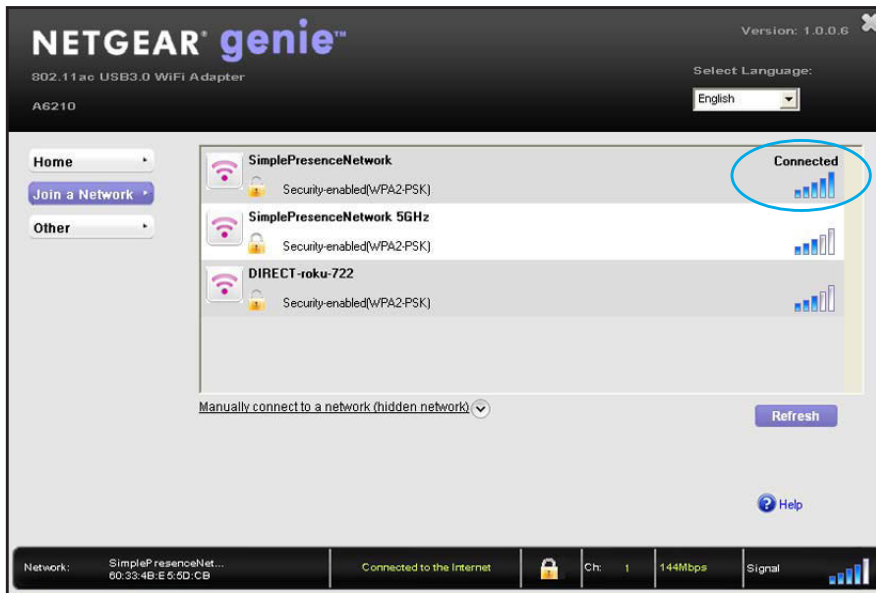 NETGEAR® genie™
Version: 1.0.0.6
802.11ac USB3.0 WiFi Adapter
Select Language:
A6210
English
Home
Join a Network
Other
SimplePresenceNetwork
Connected
Security-enabled(WPA2-PSK)
SimplePresenceNetwork 5GHz
Security-enabled(WPA2-PSK)
DIRECT-roku-722
Security-enabled(WPA2-PSK)
Manually connect to a network (hidden network)
Refresh
? Help
Network: SimplePresenceNet... Connected to the Internet Ch: 1 144Mbps Signal
60:33:4B:E5:5D:CB